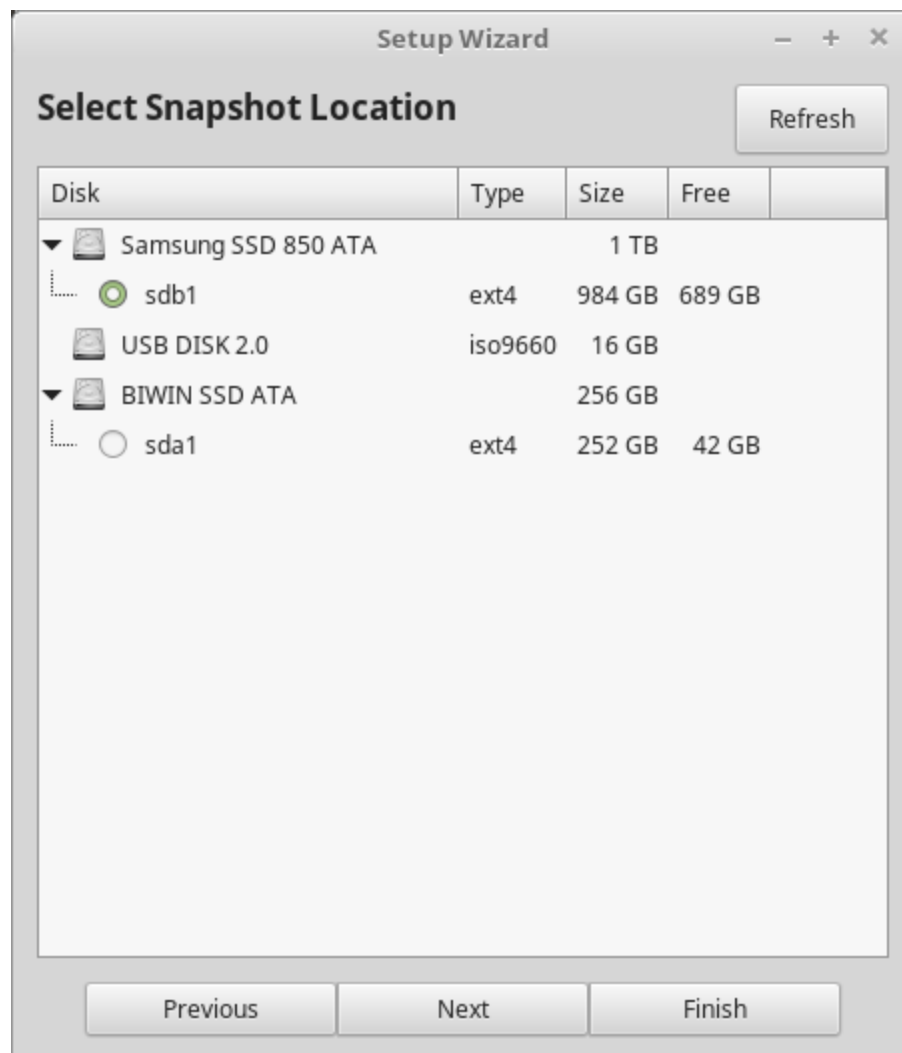 Setup Wizard
Select Snapshot Location
Refresh
Disk Type Size Free
Samsung SSD 850 ATA 1 TB
sdb1 ext4 984 GB 689 GB
USB DISK 2.0 iso9660 16 GB
BIWIN SSD ATA 256 GB
sda1 ext4 252 GB 42 GB
Previous Next Finish